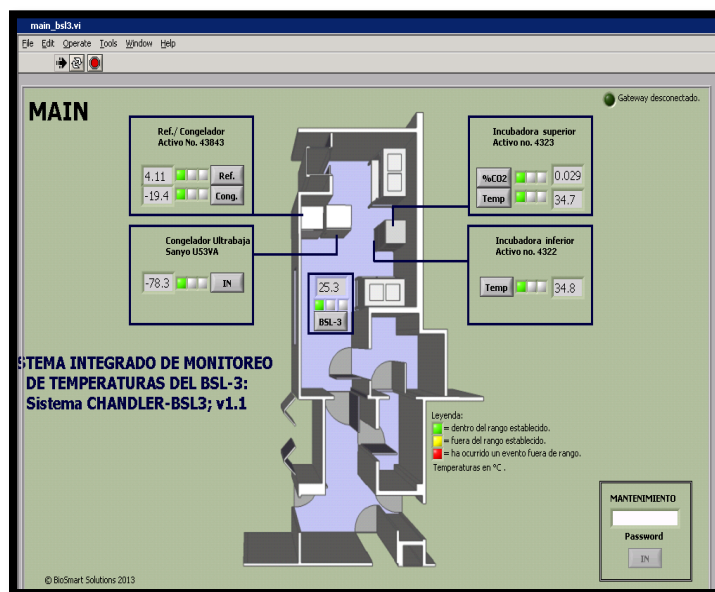 main_bsl3.vi
File Edit Operate Tools Window Help
MAIN
Gateway desconectado.
Ref./ Congelador
Activo No. 43843
4.11 Ref.
-19.4 Cong.
Incubadora superior
Activo no. 4323
%CO2 0.029
Temp 34.7
Congelador Ultrabaja
Sanyo U53VA
-78.3 IN
Incubadora inferior
Activo no. 4322
Temp 34.8
25.3
BSL-3
STEMA INTEGRADO DE MONITOREO
DE TEMPERATURAS DEL BSL-3:
Sistema CHANDLER-BSL3; v1.1
Leyenda:
= dentro del rango establecido.
= fuera del rango establecido.
= ha ocurrido un evento fuera de rango.
Temperaturas en °C .
MANTENIMIENTO
Password
IN
© BioSmart Solutions 2013